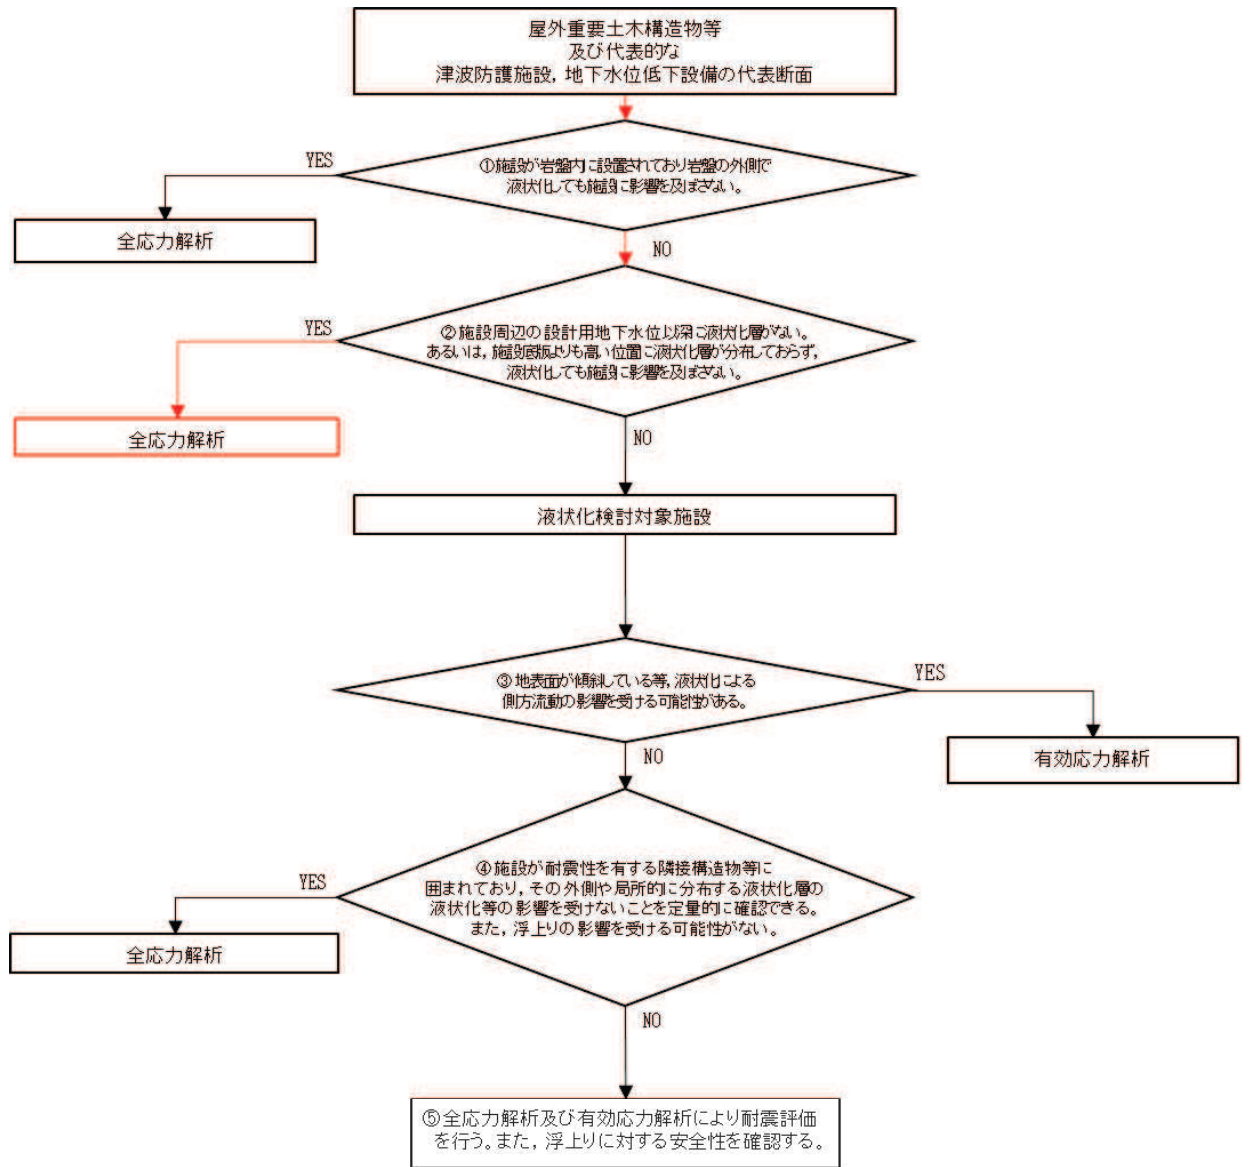 屋外重要土木構造物等
及び代表的な
津波防護施設，地下水位低下設備の代表断面
①施設が岩盤内に設置されており岩盤の外側で
液状化しても施設に影響を及ぼさない。
YES
全応力解析
NO
②施設周辺の設計用地下水位以深に液状化層がない。
あるいは，施設底版よりも高い位置に液状化層が分布しておらず，
液状化しても施設に影響を及ぼさない。
YES
全応力解析
NO
液状化検討対象施設
③地表面が傾斜している等，液状化による
側方流動の影響を受ける可能性がある。
YES
有効応力解析
NO
④施設が耐震性を有する隣接構造物等に
囲まれており，その外側や局所的に分布する液状化層の
液状化等の影響を受けないことを定量的に確認できる。
また，浮上りの影響を受ける可能性がない。
YES
全応力解析
NO
⑤全応力解析及び有効応力解析により耐震評価
を行う。また，浮上りに対する安全性を確認する。